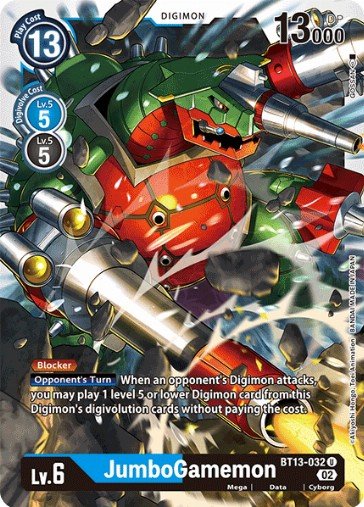 DIGIMON
Play Cost
13
13000
DP
Digivolve Cost
Lv.5
5
Lv.5
5
Blocker
Opponent's Turn When an opponent's Digimon attacks,
you may play 1 level 5 or lower Digimon card from this
Digimon's digivolution cards without paying the cost.
Lv.6
JumboGamemon
BT13-032 U
02
Mega | Data | Cyborg